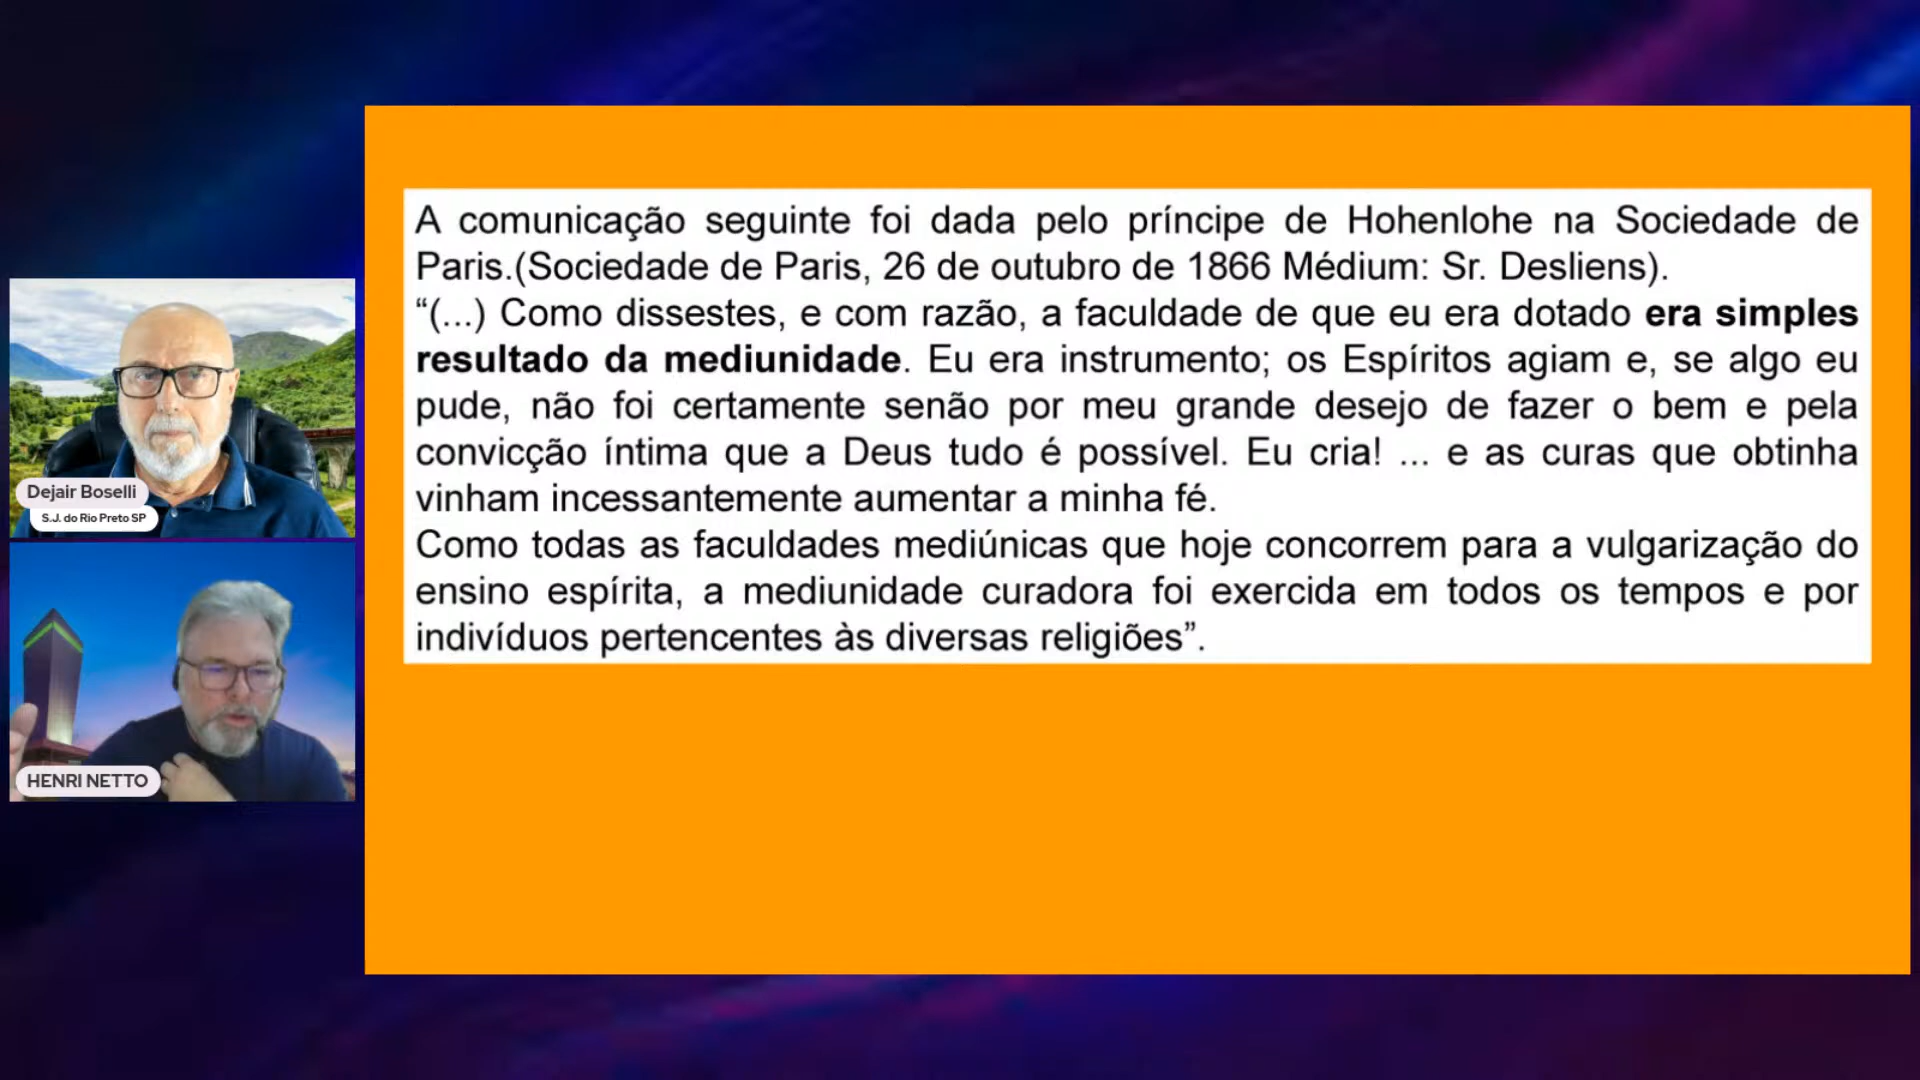 A comunicação seguinte foi dada pelo príncipe de Hohenlohe na Sociedade de
Paris.(Sociedade de Paris, 26 de outubro de 1866 Médium: Sr. Desliens).
“(...) Como dissestes, e com razão, a faculdade de que eu era dotado era simples
resultado da mediunidade. Eu era instrumento; os Espíritos agiam e, se algo eu
pude, não foi certamente senão por meu grande desejo de fazer o bem e pela
convicção íntima que a Deus tudo é possível. Eu cria! ... e as curas que obtinha
vinham incessantemente aumentar a minha fé.
Como todas as faculdades mediúnicas que hoje concorrem para a vulgarização do
ensino espírita, a mediunidade curadora foi exercida em todos os tempos e por
indivíduos pertencentes às diversas religiões”.
Dejair Boselli
S.J. do Rio Preto SP
HENRI NETTO